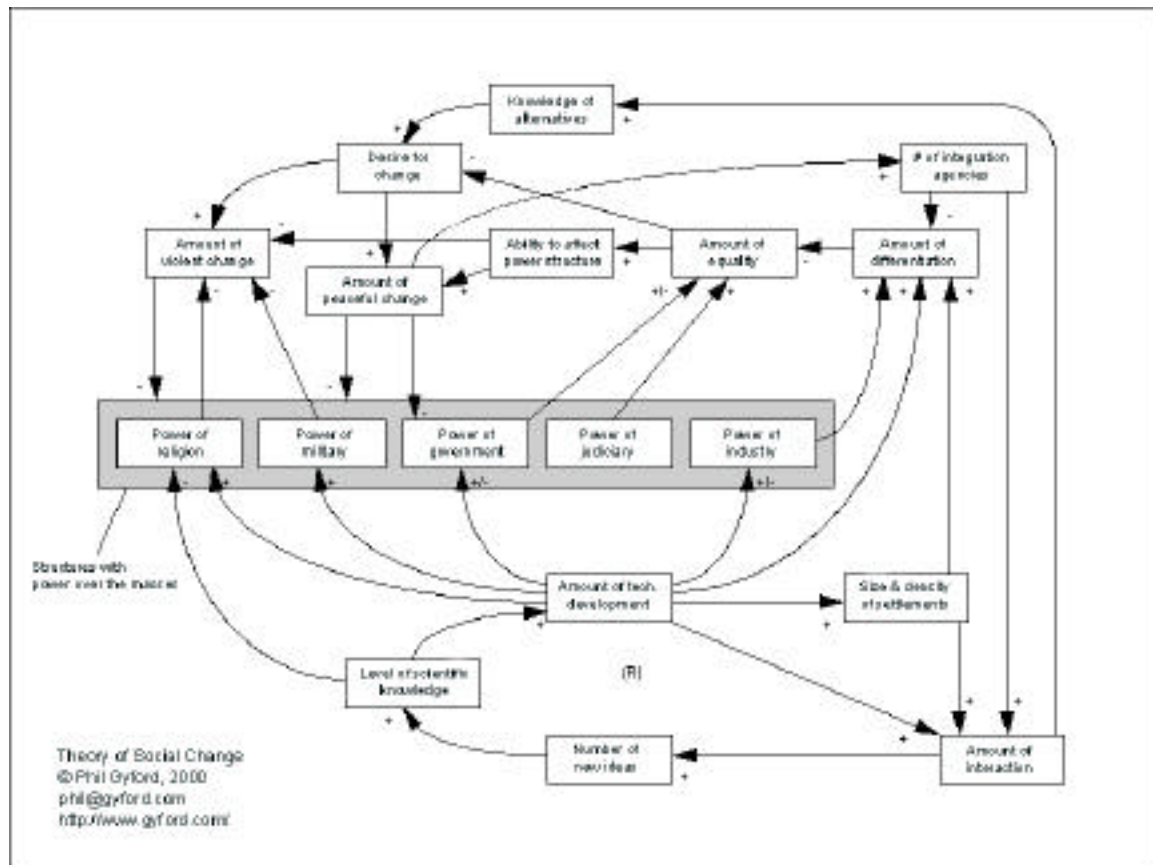 Knowledge of
alternatives
+
+
Desire for
change
-
# of integration
agencies
+
+
-
-
Amount of
violent change
Ability to affect
power structure
Amount of
equality
Amount of
differentiation
+
+
-
Amount of
peaceful change
+
-
-
+/-
+
+
+
+
-
-
-
Power of
religion
Power of
military
Power of
government
Power of
judiciary
Power of
industry
-
+
+
+/-
+/-
Structures with
power over the masses
Amount of tech.
development
Size & density
of settlements
+
+
Level of scientific
knowledge
(R)
+
+
+
+
Number of
new ideas
Amount of
interaction
+
Theory of Social Change
© Phil Gyford, 2000
phil@gyford.com
http://www.gyford.com/